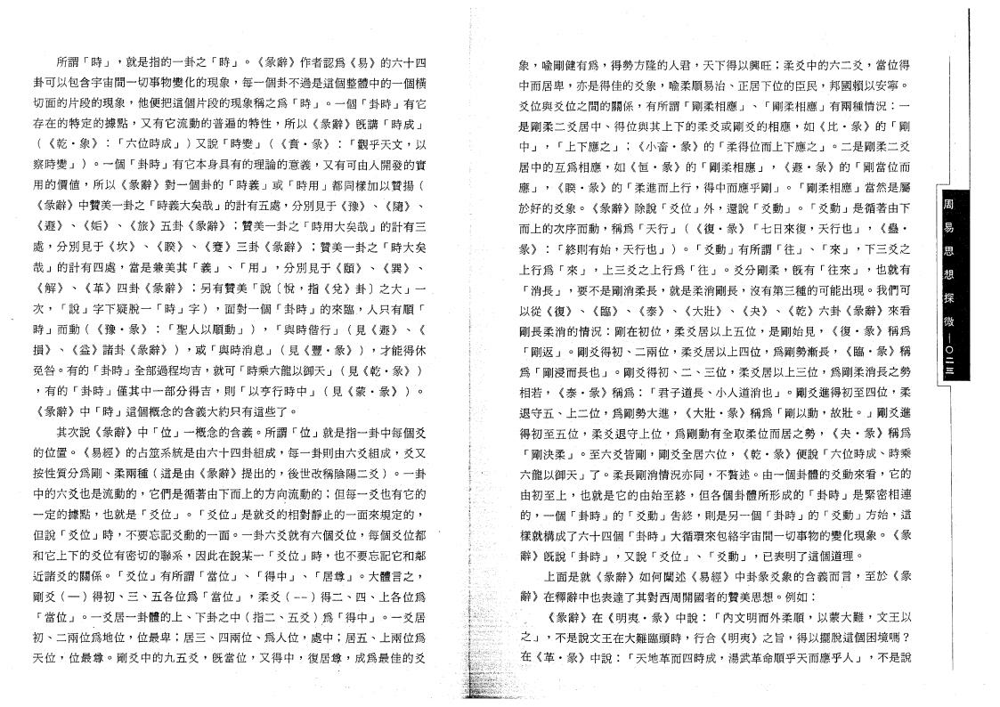 所謂「時」，就是指的一卦之「時」。《彖辭》作者認爲《易》的六十四
卦可以包含宇宙間一切事物變化的現象，每一個卦不過是這個整體中的一個橫
切面的片段的現象，他便把這個片段的現象稱之爲「時」。一個「卦時」有它
存在的特定的據點，又有它流動的普遍的特性，所以《彖辭》旣講「時成」
（《乾・彖》：「六位時成」）又說「時變」（《賁・彖》：「觀乎天文，以
察時變」）。一個「卦時」有它本身具有的理論的意義，又有可由人開發的實
用的價值，所以《彖辭》對一個卦的「時義」或「時用」都同樣加以贊揚（
《彖辭》中贊美一卦之「時義大矣哉」的計有五處，分別見于《豫》、《隨》、
《遯》、《姤》、《旅》五卦《彖辭》；贊美一卦之「時用大矣哉」的計有三
處，分別見于《坎》、《睽》、《蹇》三卦《彖辭》；贊美一卦之「時大矣
哉」的計有四處，當是兼美其「義」、「用」，分別見于《頤》、《巽》、
《解》、《革》四卦《彖辭》；另有贊美「說〔悅，指《兌》卦〕之大」一
次，「說」字下疑脫一「時」字），面對一個「卦時」的來臨，人只有順「
時」而動（《豫・彖》：「聖人以順動」），「與時偕行」（見《遯》、《
損》、《益》諸卦《彖辭》），或「與時消息」（見《豐・彖》），才能得休
免咎。有的「卦時」全部過程均吉，就可「時乘六龍以御天」（見《乾・彖》）
，有的「卦時」僅其中一部分得吉，則「以亨行時中」（見《蒙・彖》）。
《彖辭》中「時」這個概念的含義大約只有這些了。
其次說《彖辭》中「位」一概念的含義。所謂「位」就是指一卦中每個爻
的位置。《易經》的占筮系統是由六十四卦組成，每一卦則由六爻組成，爻又
按性質分爲剛、柔兩種（這是由《彖辭》提出的，後世改稱陰陽二爻）。一卦
中的六爻也是流動的，它們是循著由下而上的方向流動的；但每一爻也有它的
一定的據點，也就是「爻位」。「爻位」是就爻的相對靜止的一面來規定的，
但說「爻位」時，不要忘記爻動的一面。一卦六爻就有六個爻位，每個爻位都
和它上下的爻位有密切的聯系，因此在說某一「爻位」時，也不要忘記它和鄰
近諸爻的關係。「爻位」有所謂「當位」、「得中」、「居尊」。大體言之，
剛爻（—）得初、三、五各位爲「當位」，柔爻（--）得二、四、上各位爲
「當位」。一爻居一卦體的上、下卦之中（指二、五爻）爲「得中」。一爻居
初、二兩位爲地位，位最卑；居三、四兩位、爲人位，處中；居五、上兩位爲
天位，位最尊。剛爻中的九五爻，旣當位，又得中，復居尊，成爲最佳的爻
象，喻剛健有爲，得勢方隆的人君，天下得以興旺；柔爻中的六二爻，當位得
中而居卑，亦是得佳的爻象，喻柔順易治、正居下位的臣民，邦國賴以安寧。
爻位與爻位之間的關係，有所謂「剛柔相應」、「剛柔相應」有兩種情況：一
是剛柔二爻居中、得位與其上下的柔爻或剛爻的相應，如《比・彖》的「剛
中」，「上下應之」；《小畜・彖》的「柔得位而上下應之」。二是剛柔二爻
居中的互爲相應，如《恒・彖》的「剛柔相應」，《遯・彖》的「剛當位而
應」，《睽・彖》的「柔進而上行，得中而應乎剛」。「剛柔相應」當然是屬
於好的爻象。《彖辭》除說「爻位」外，還說「爻動」。「爻動」是循著由下
而上的次序而動，稱爲「天行」（《復・彖》「七日來復，天行也」，《蠱・
彖》：「終則有始，天行也」）。「爻動」有所謂「往」、「來」，下三爻之
上行爲「來」，上三爻之上行爲「往」。爻分剛柔，旣有「往來」，也就有
「消長」，要不是剛消柔長，就是柔消剛長，沒有第三種的可能出現。我們可
以從《復》、《臨》、《泰》、《大壯》、《夬》、《乾》六卦《彖辭》來看
剛長柔消的情況：剛在初位，柔爻居以上五位，是剛始見，《復・彖》稱爲
「剛返」。剛爻得初、二兩位，柔爻居以上四位，爲剛勢漸長，《臨・彖》稱
爲「剛浸而長也」。剛爻得初、二、三位，柔爻居以上三位，爲剛柔消長之勢
相若，《泰・彖》稱爲：「君子道長、小人道消也」。剛爻進得初至四位，柔
退守五、上二位，爲剛勢大進，《大壯・彖》稱爲「剛以動，故壯。」剛爻進
得初至五位，柔爻退守上位，爲剛動有全取柔位而居之勢，《夬・彖》稱爲
「剛決柔」。至六爻皆剛，剛爻全居六位，《乾・彖》便說「六位時成、時乘
六龍以御天」了。柔長剛消情況亦同，不贅述。由一個卦體的爻動來看，它的
由初至上，也就是它的由始至終，但各個卦體所形成的「卦時」是緊密相連
的，一個「卦時」的「爻動」告終，則是另一個「卦時」的「爻動」方始，這
樣就構成了六十四個「卦時」大循環來包絡宇宙間一切事物的變化現象。《彖
辭》旣說「卦時」，又說「爻位」、「爻動」，已表明了這個道理。
上面是就《彖辭》如何闡述《易經》中卦彖爻象的含義而言，至於《彖
辭》在釋辭中也表達了其對西周開國者的贊美思想。例如：
《彖辭》在《明夷・彖》中說：「內文明而外柔順，以蒙大難，文王以
之」，不是說文王在大難臨頭時，行合《明夷》之旨，得以擺脫這個困境嗎？
在《革・彖》中說：「天地革而四時成，湯武革命順乎天而應乎人」，不是說
周易思想探微—〇二三